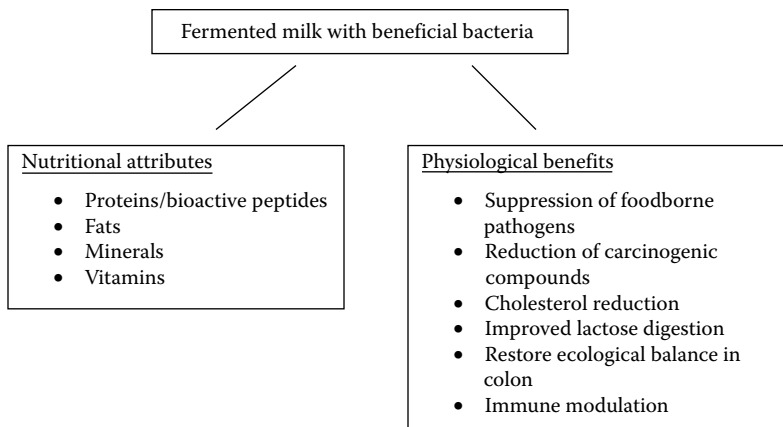 Fermented milk with beneficial bacteria
Nutritional attributes
• Proteins/bioactive peptides
• Fats
• Minerals
• Vitamins
Physiological benefits
• Suppression of foodborne
pathogens
• Reduction of carcinogenic
compounds
• Cholesterol reduction
• Improved lactose digestion
• Restore ecological balance in
colon
• Immune modulation